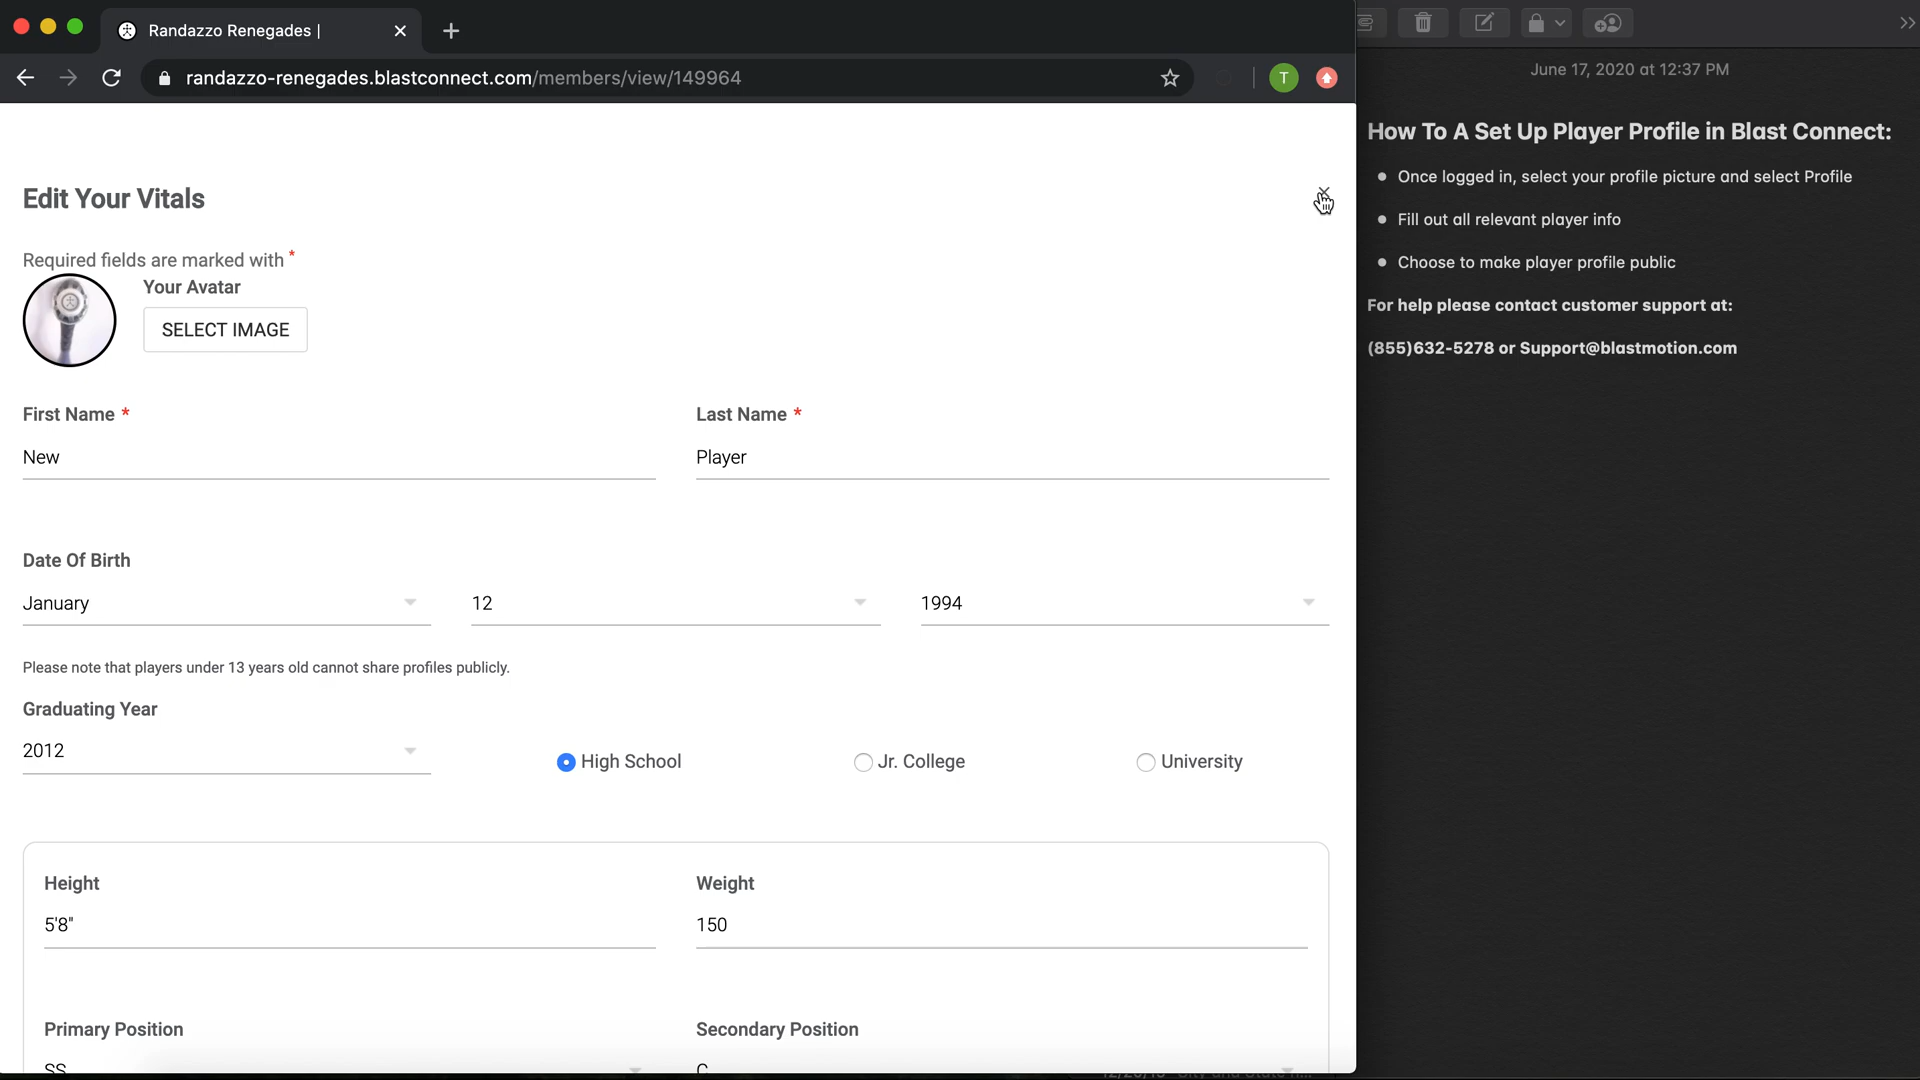 Randazzo Renegades |
randazzo-renegades.blastconnect.com/members/view/149964
T
June 17, 2020 at 12:37 PM
How To A Set Up Player Profile in Blast Connect:
Once logged in, select your profile picture and select Profile
Fill out all relevant player info
Choose to make player profile public
For help please contact customer support at:
(855)632-5278 or Support@blastmotion.com
Edit Your Vitals
Required fields are marked with *
Your Avatar
SELECT IMAGE
First Name * Last Name *
New Player
Date Of Birth
January 12 1994
Please note that players under 13 years old cannot share profiles publicly.
Graduating Year
2012 High School Jr. College University
Height Weight
5'8" 150
Primary Position Secondary Position
SS C